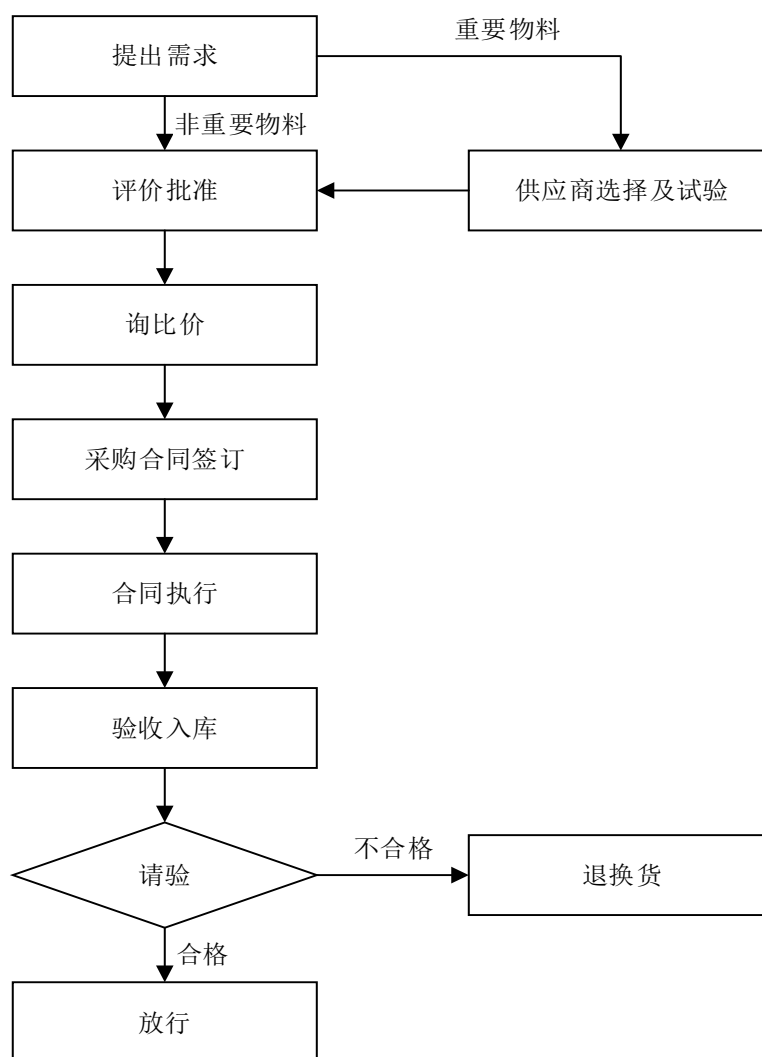 重要物料
提出需求
非重要物料
评价批准
供应商选择及试验
询比价
采购合同签订
合同执行
验收入库
不合格
请验
退换货
合格
放行